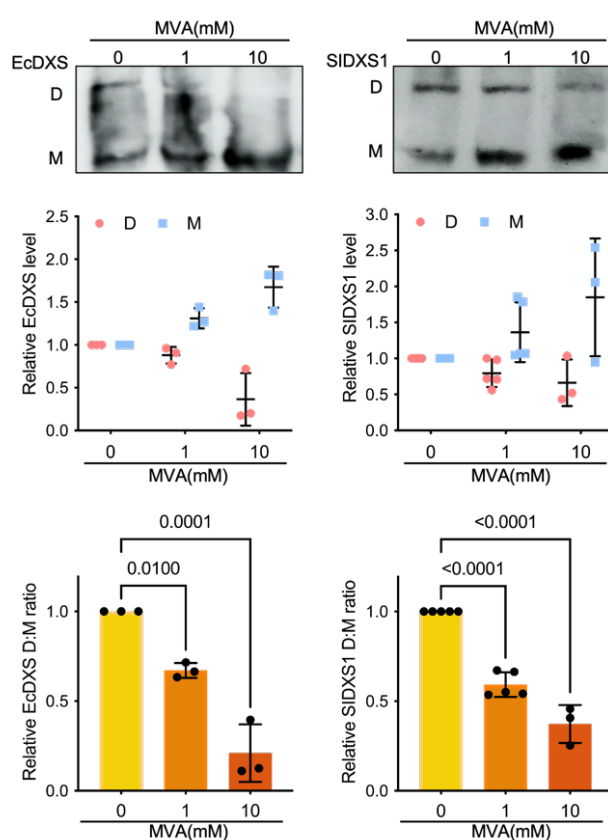 MVA(mM)
EcDXS 0 1 10
D
M
MVA(mM)
SlDXS1 0 1 10
D
M
D M
Relative EcDXS level
2.5
2.0
1.5
1.0
0.5
0.0
0 1 10
MVA(mM)
D M
Relative SlDXS1 level
3.0
2.5
2.0
1.5
1.0
0.5
0.0
0 1 10
MVA(mM)
0.0001
0.0100
Relative EcDXS D:M ratio
1.0
0.5
0.0
0 1 10
MVA(mM)
<0.0001
<0.0001
Relative SlDXS1 D:M ratio
1.0
0.5
0.0
0 1 10
MVA(mM)